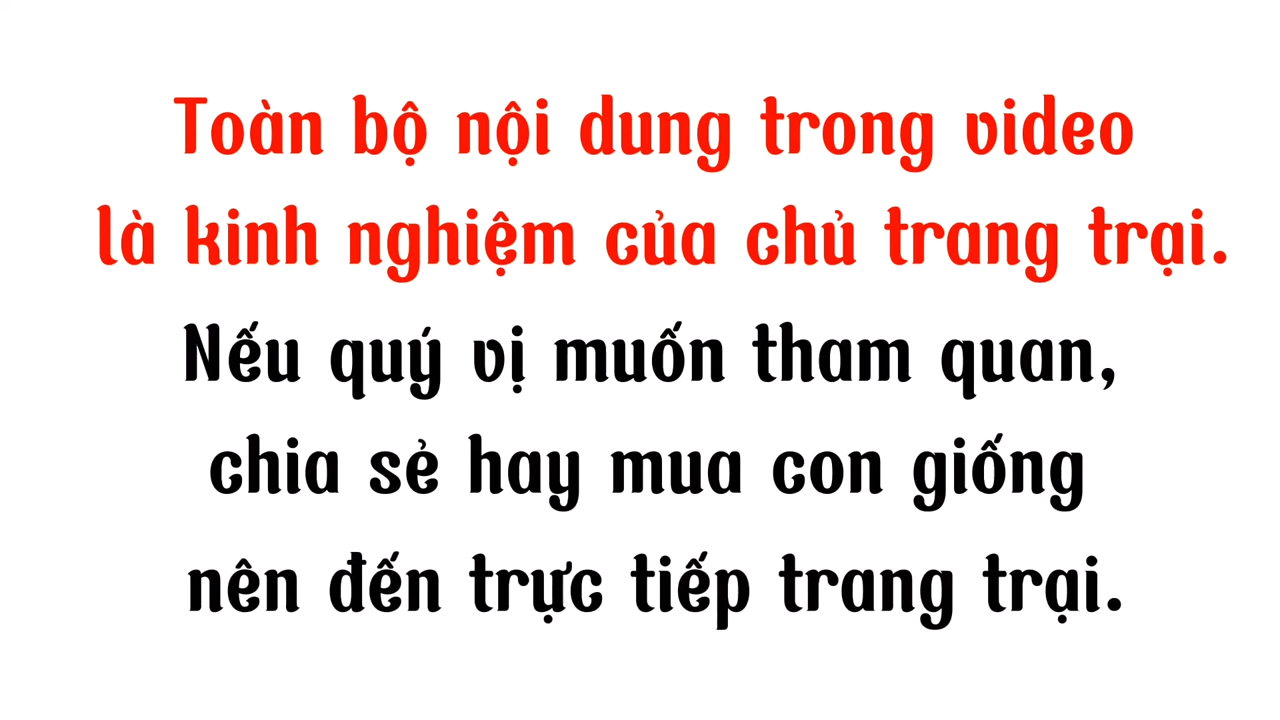 Toàn bộ nội dung trong video
là kinh nghiệm của chủ trang trại.
Nếu quý vị muốn tham quan,
chia sẻ hay mua con giống
nên đến trực tiếp trang trại.